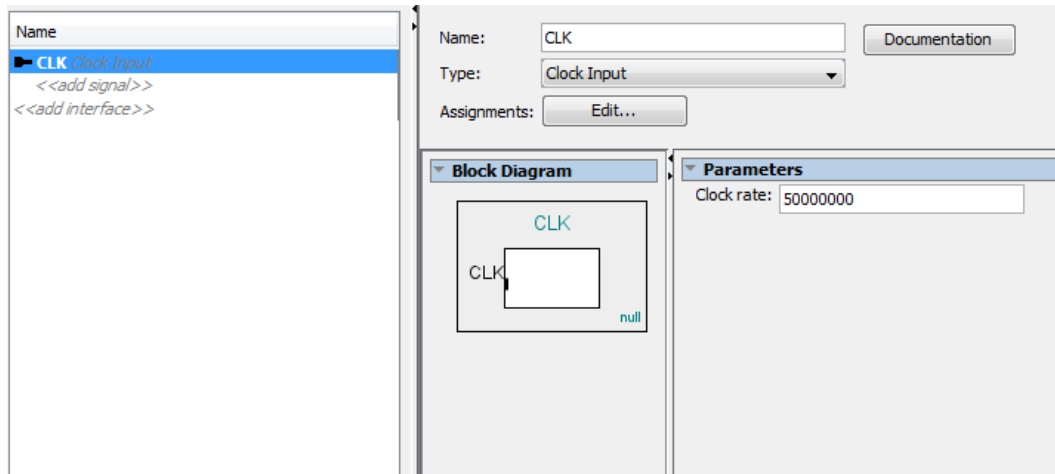 Name
CLK Clock Input
<<add signal>>
<<add interface>>
Name: CLK Documentation
Type: Clock Input
Assignments: Edit...
Block Diagram
CLK
CLK
null
Parameters
Clock rate: 50000000